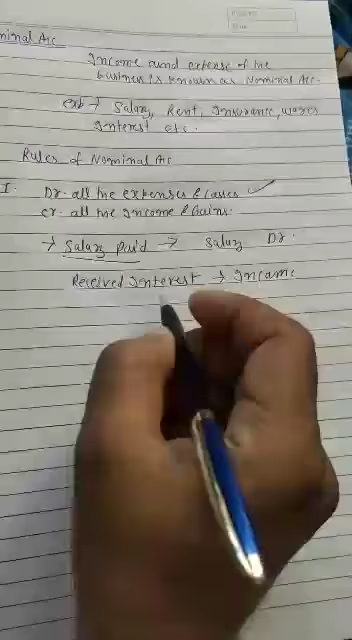 minal A/c
Income and expense of the
business is known as Nominal A/c.
ex → Salary, Rent, Insurance, wages
Interest etc.
Rules of Nominal A/c
I. Dr. all the expenses & losses ✓
cr. all the Income & Gains.
→ Salary Paid → Salary Dr.
Received Interest → Income